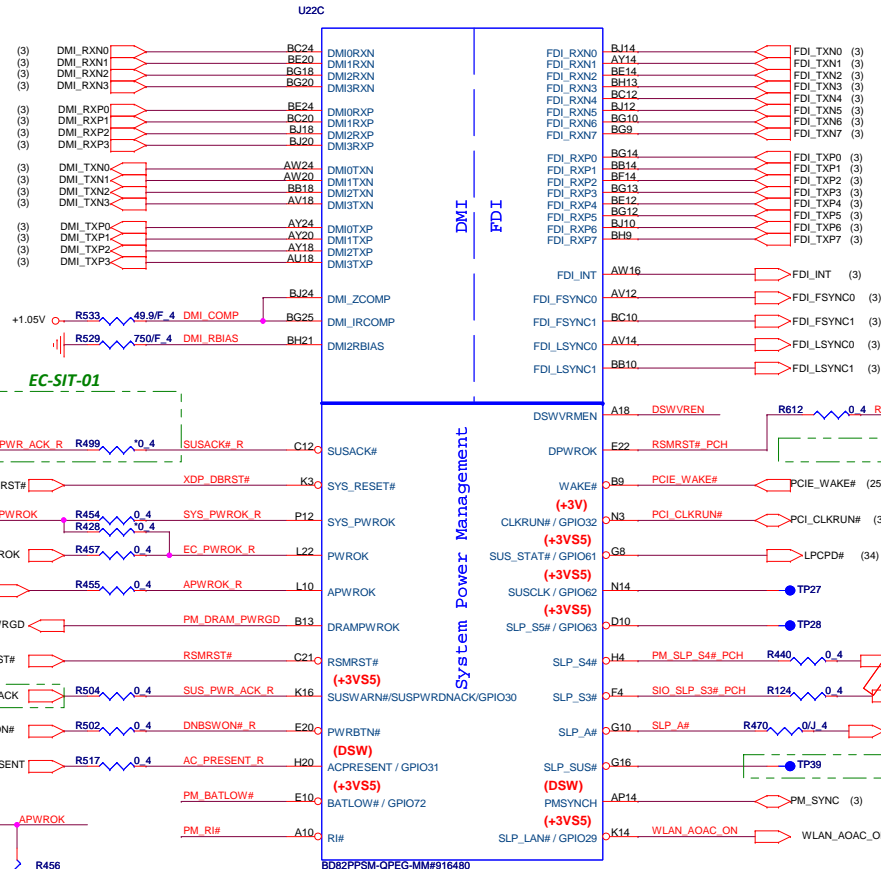 U22C
(3) DMI_RXN0 BC24 DMI0RXN FDI_RXN0 BJ14 FDI_TXN0 (3)
(3) DMI_RXN1 BE20 DMI1RXN FDI_RXN1 AY14 FDI_TXN1 (3)
(3) DMI_RXN2 BG18 DMI2RXN FDI_RXN2 BE14 FDI_TXN2 (3)
(3) DMI_RXN3 BG20 DMI3RXN FDI_RXN3 BH13 FDI_TXN3 (3)
FDI_RXN4 BC12 FDI_TXN4 (3)
(3) DMI_RXP0 BE24 DMI0RXP FDI_RXN5 BJ12 FDI_TXN5 (3)
(3) DMI_RXP1 BC20 DMI1RXP FDI_RXN6 BG10 FDI_TXN6 (3)
(3) DMI_RXP2 BJ18 DMI2RXP FDI_RXN7 BG9 FDI_TXN7 (3)
(3) DMI_RXP3 BJ20 DMI3RXP
FDI_RXP0 BG14 FDI_TXP0 (3)
(3) DMI_TXN0 AW24 DMI0TXN FDI_RXP1 BB14 FDI_TXP1 (3)
(3) DMI_TXN1 AW20 DMI1TXN FDI_RXP2 BF14 FDI_TXP2 (3)
(3) DMI_TXN2 BB18 DMI2TXN FDI_RXP3 BG13 FDI_TXP3 (3)
(3) DMI_TXN3 AV18 DMI3TXN FDI_RXP4 BE12 FDI_TXP4 (3)
FDI_RXP5 BG12 FDI_TXP5 (3)
(3) DMI_TXP0 AY24 DMI0TXP FDI_RXP6 BJ10 FDI_TXP6 (3)
(3) DMI_TXP1 AY20 DMI1TXP FDI_RXP7 BH9 FDI_TXP7 (3)
(3) DMI_TXP2 AY18 DMI2TXP
(3) DMI_TXP3 AU18 DMI3TXP
DMI FDI
FDI_INT AW16 FDI_INT (3)
BJ24 DMI_ZCOMP FDI_FSYNC0 AV12 FDI_FSYNC0 (3)
+1.05V R533 49.9/F_4 DMI_COMP BG25 DMI_IRCOMP FDI_FSYNC1 BC10 FDI_FSYNC1 (3)
R529 750/F_4 DMI_RBIAS BH21 DMI2RBIAS FDI_LSYNC0 AV14 FDI_LSYNC0 (3)
FDI_LSYNC1 BB10 FDI_LSYNC1 (3)
EC-SIT-01
DSWVRMEN A18 DSWVREN R612 0_4 R
PWR_ACK_R R499 *0_4 SUSACK#_R C12 SUSACK# DPWROK E22 RSMRST#_PCH
RST# XDP_DBRST# K3 SYS_RESET# WAKE# B9 PCIE_WAKE# PCIE_WAKE# (25
(+3V)
PWROK R454 0_4 SYS_PWROK_R P12 SYS_PWROK CLKRUN# / GPIO32 N3 PCI_CLKRUN# PCI_CLKRUN# (3
R428 *0_4
(+3VS5)
ROK R457 0_4 EC_PWROK_R L22 PWROK SUS_STAT# / GPIO61 G8 LPCPD# (34)
(+3VS5)
R455 0_4 APWROK_R L10 APWROK SUSCLK / GPIO62 N14 TP27
(+3VS5)
WRGD PM_DRAM_PWRGD B13 DRAMPWROK SLP_S5# / GPIO63 D10 TP28
System Power Management
ST# RSMRST# C21 RSMRST# SLP_S4# H4 PM_SLP_S4#_PCH R440 0_4
(+3VS5)
ACK R504 0_4 SUS_PWR_ACK_R K16 SUSWARN#/SUSPWRDNACK/GPIO30 SLP_S3# F4 SIO_SLP_S3#_PCH R124 0_4
ON# R502 0_4 DNBSWON#_R E20 PWRBTN# SLP_A# G10 SLP_A# R470 0/J_4
(DSW)
SENT R517 0_4 AC_PRESENT_R H20 ACPRESENT / GPIO31 SLP_SUS# G16 TP39
(+3VS5) (DSW)
PM_BATLOW# E10 BATLOW# / GPIO72 PMSYNCH AP14 PM_SYNC (3)
(+3VS5)
APWROK PM_RI# A10 RI# SLP_LAN# / GPIO29 K14 WLAN_AOAC_ON WLAN_AOAC_O
R456 BD82PPSM-QPEG-MM#916480